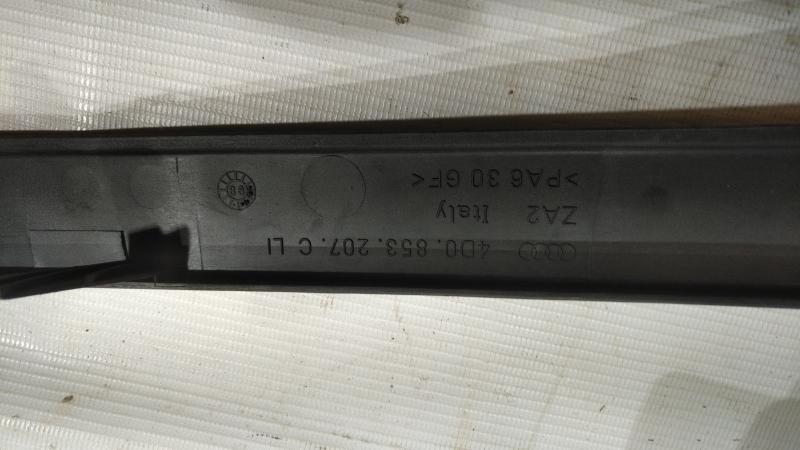 4D0. 853. 207. C LI
ZA2 Italy
>PA6 30 GF<